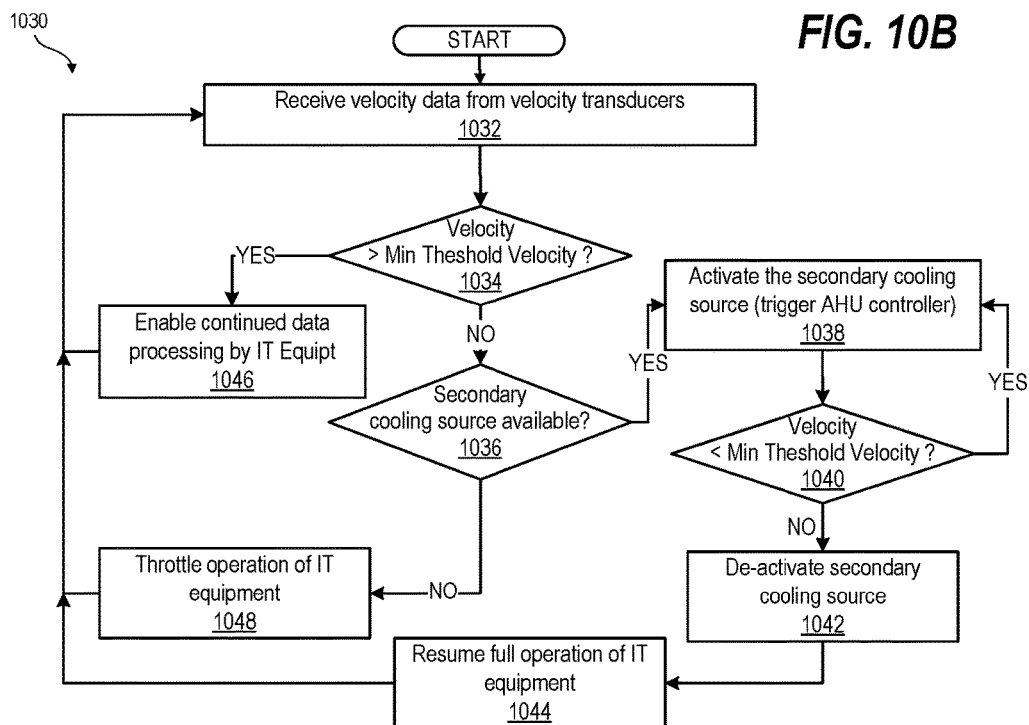 1030
START
FIG. 10B
Receive velocity data from velocity transducers
1032
Velocity
> Min Theshold Velocity ?
1034
YES
NO
Enable continued data
processing by IT Equipt
1046
Secondary
cooling source available?
1036
YES
Activate the secondary cooling
source (trigger AHU controller)
1038
YES
Velocity
< Min Theshold Velocity ?
1040
NO
Throttle operation of IT
equipment
1048
NO
De-activate secondary
cooling source
1042
Resume full operation of IT
equipment
1044